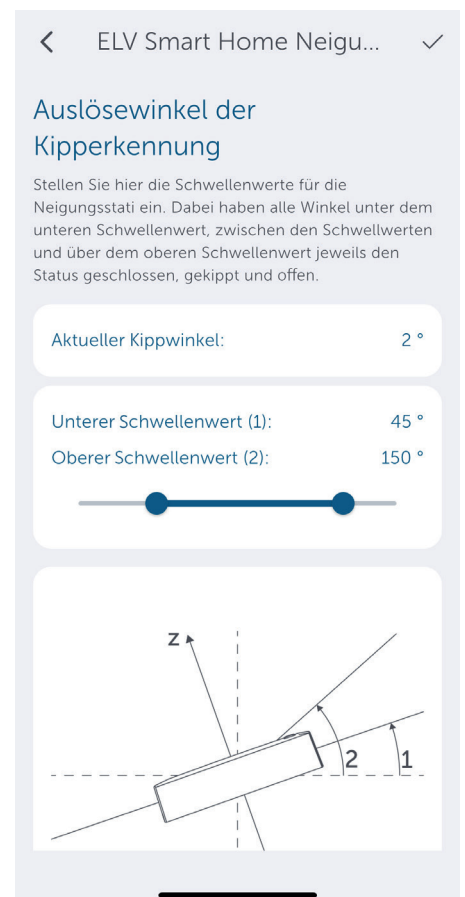 ELV Smart Home Neigu...
Auslösewinkel der
Kipperkennung
Stellen Sie hier die Schwellenwerte für die
Neigungsstati ein. Dabei haben alle Winkel unter dem
unteren Schwellenwert, zwischen den Schwellwerten
und über dem oberen Schwellenwert jeweils den
Status geschlossen, gekippt und offen.
Aktueller Kippwinkel: 2 °
Unterer Schwellenwert (1): 45 °
Oberer Schwellenwert (2): 150 °
z
2 1